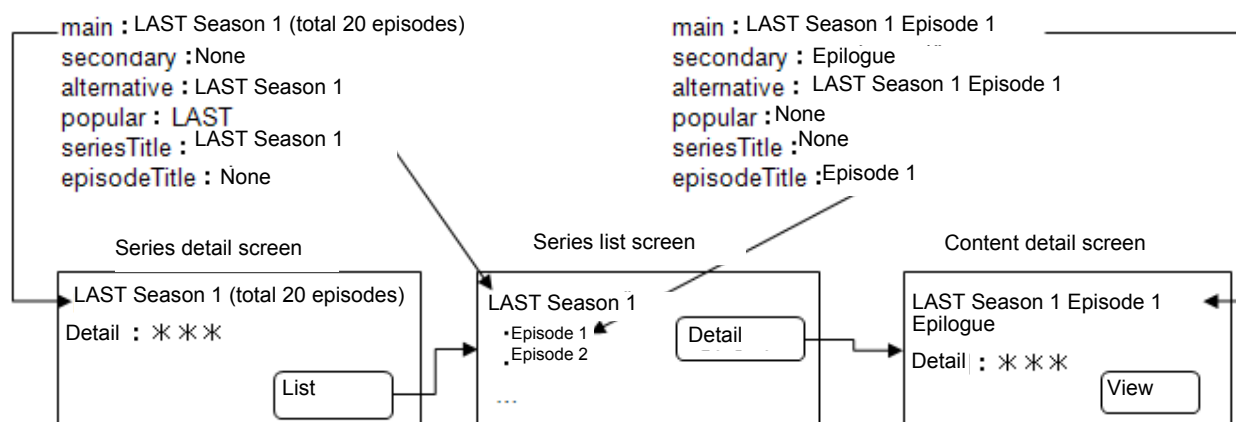 main : LAST Season 1 (total 20 episodes)
secondary : None
alternative : LAST Season 1
popular : LAST
seriesTitle : LAST Season 1
episodeTitle : None
main : LAST Season 1 Episode 1
secondary : Epilogue
alternative : LAST Season 1 Episode 1
popular : None
seriesTitle : None
episodeTitle : Episode 1
Series detail screen
LAST Season 1 (total 20 episodes)
Detail : ＊＊＊
List
Series list screen
LAST Season 1
・Episode 1
・Episode 2
...
Detail
Content detail screen
LAST Season 1 Episode 1
Epilogue
Detail : ＊＊＊
View